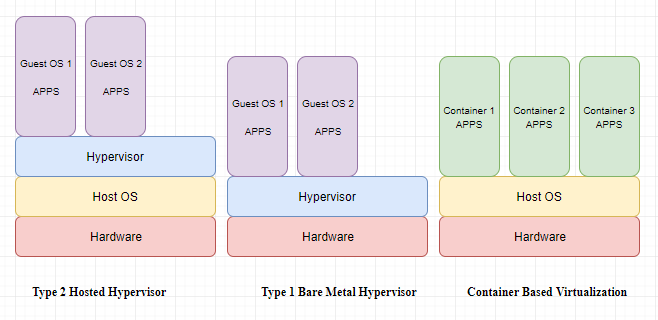 Guest OS 1
APPS
Guest OS 2
APPS
Hypervisor
Host OS
Hardware
Type 2 Hosted Hypervisor
Guest OS 1
APPS
Guest OS 2
APPS
Hypervisor
Hardware
Type 1 Bare Metal Hypervisor
Container 1
APPS
Container 2
APPS
Container 3
APPS
Host OS
Hardware
Container Based Virtualization